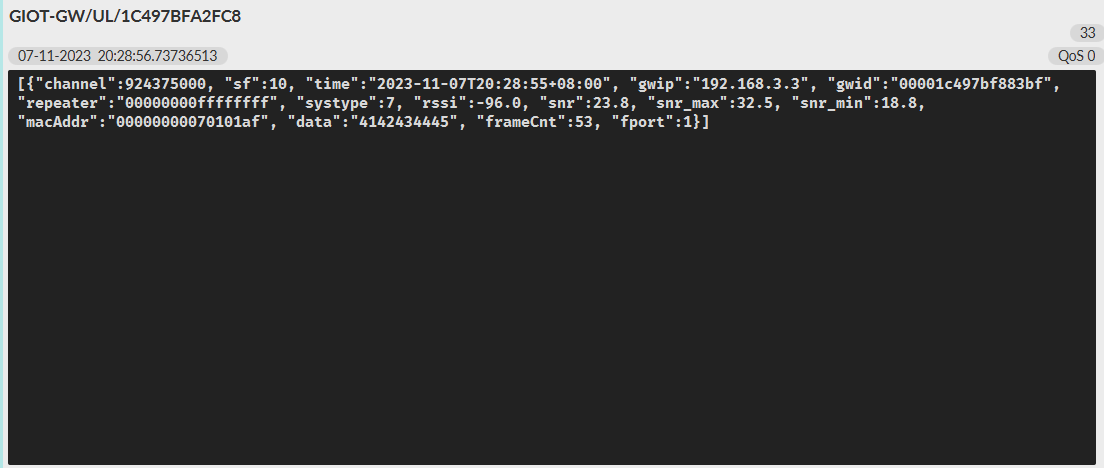 GIOT-GW/UL/1C497BFA2FC8
33
07-11-2023 20:28:56.73736513
QoS 0
[{"channel":924375000, "sf":10, "time":"2023-11-07T20:28:55+08:00", "gwip":"192.168.3.3", "gwid":"00001c497bf883bf",
"repeater":"00000000ffffffff", "systype":7, "rssi":-96.0, "snr":23.8, "snr_max":32.5, "snr_min":18.8,
"macAddr":"00000000070101af", "data":"4142434445", "frameCnt":53, "fport":1}]